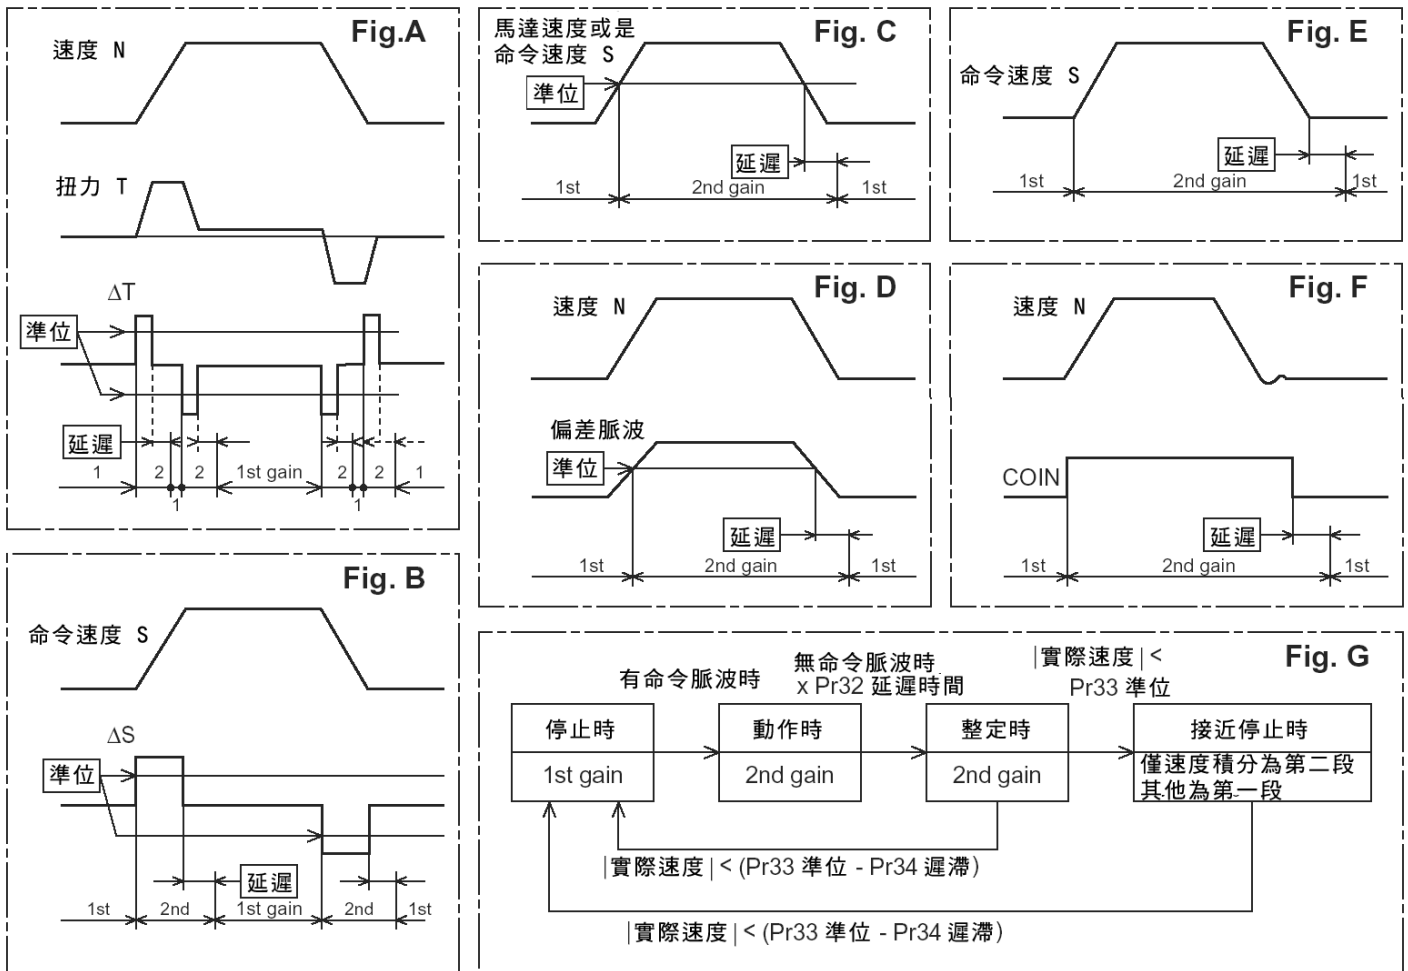 Fig.A
速度 N
扭力 T
ΔT
準位
延遲
1 2 2 1st gain 2 2 1
1 1
Fig. B
命令速度 S
ΔS
準位
延遲
1st 2nd 1st gain 2nd 1st
Fig. C
馬達速度或是
命令速度 S
準位
延遲
1st 2nd gain 1st
Fig. D
速度 N
偏差脈波
準位
延遲
1st 2nd gain 1st
Fig. E
命令速度 S
延遲
1st 2nd gain 1st
Fig. F
速度 N
COIN
延遲
1st 2nd gain 1st
Fig. G
有命令脈波時
無命令脈波時
x Pr32 延遲時間
|實際速度| <
Pr33 準位
停止時
1st gain
動作時
2nd gain
整定時
2nd gain
接近停止時
僅速度積分為第二段
其他為第一段
|實際速度| < (Pr33 準位 - Pr34 遲滯)
|實際速度| < (Pr33 準位 - Pr34 遲滯)